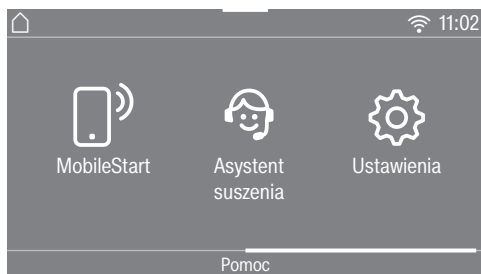 11:02
MobileStart
Asystent
suszenia
Ustawienia
Pomoc